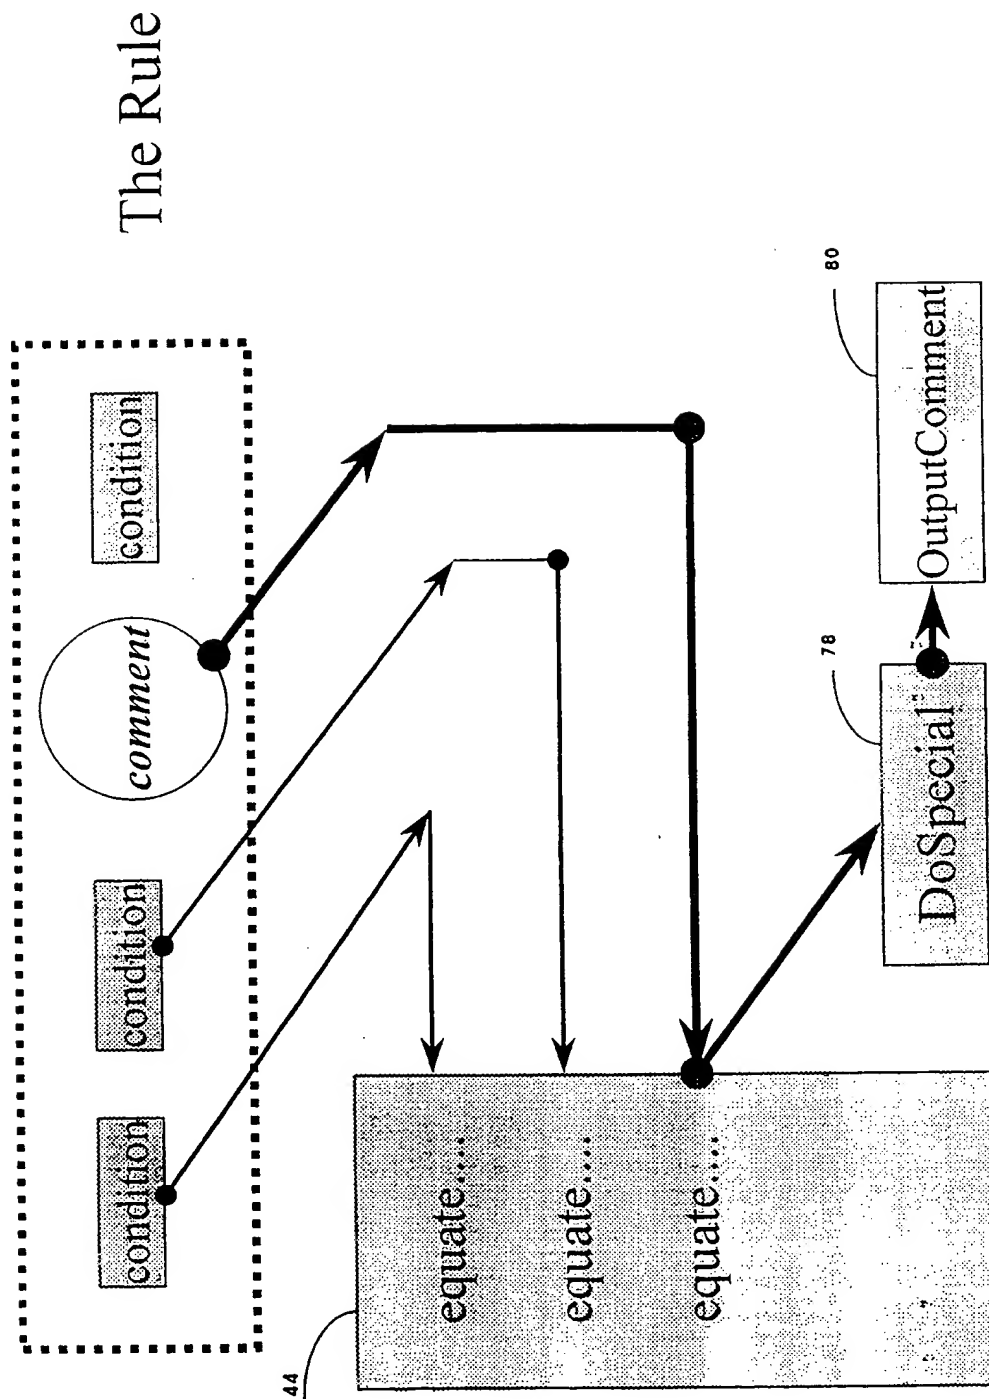 condition condition comment condition The Rule
44
equate....
equate....
equate....
78 80
DoSpecial OutputComment